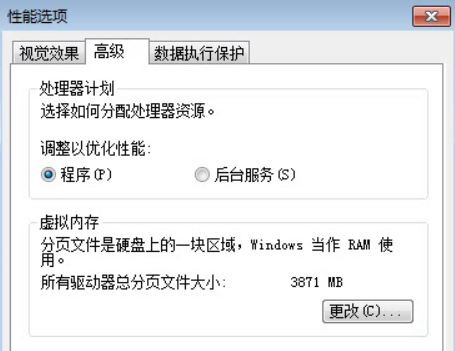 性能选项
视觉效果 高级 数据执行保护
处理器计划
选择如何分配处理器资源。
调整以优化性能:
程序(P) 后台服务(S)
虚拟内存
分页文件是硬盘上的一块区域，Windows 当作 RAM 使
用。
所有驱动器总分页文件大小: 3871 MB
更改(C)...